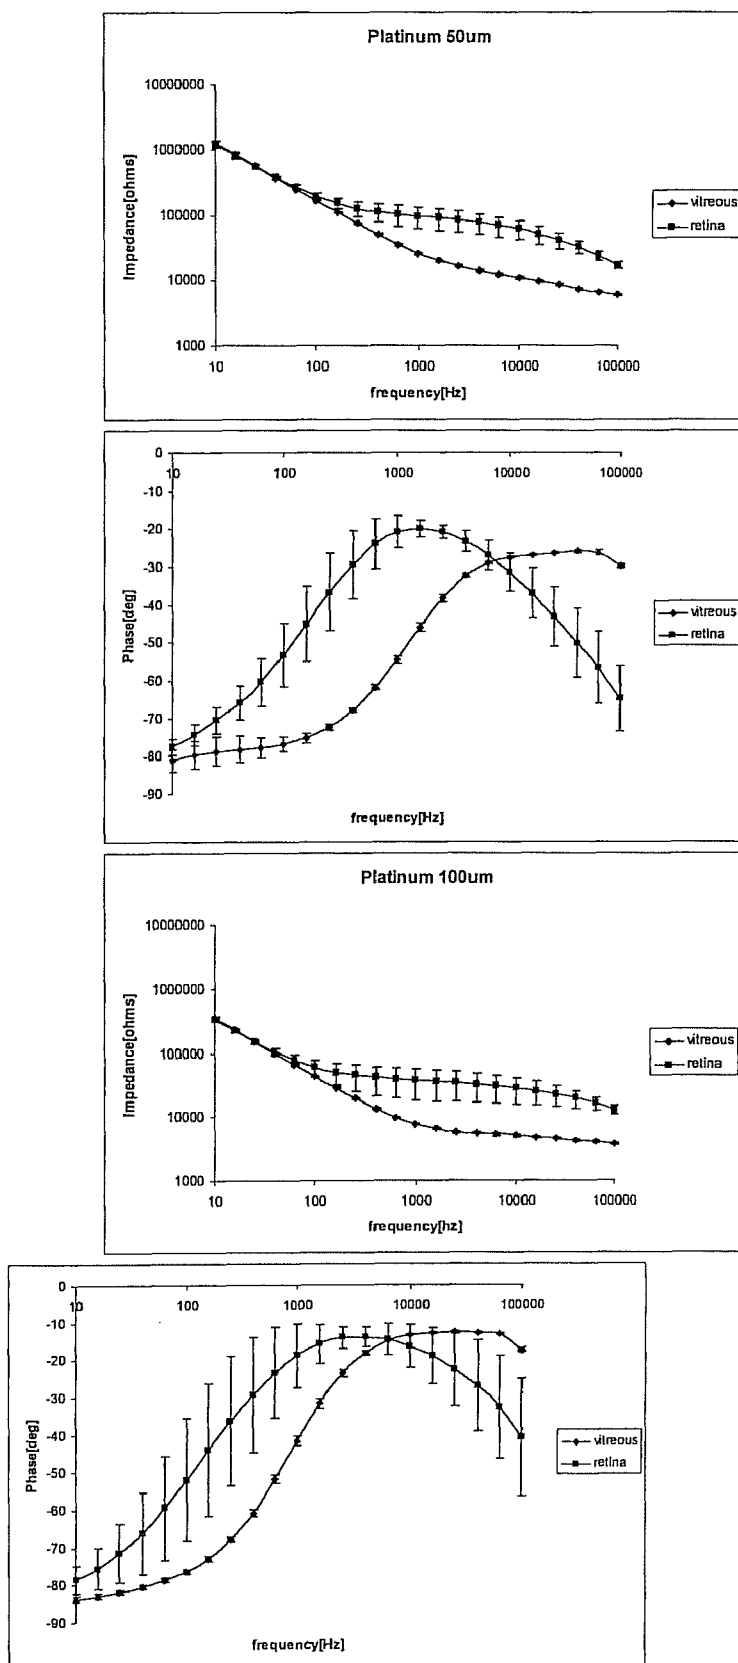 Platinum 50um
10000000
1000000
100000
10000
1000
Impedance[ohms]
10 100 1000 10000 100000
frequency[Hz]
vitreous
retina
0
10 100 1000 10000 100000
-10
-20
-30
-40
-50
-60
-70
-80
-90
Phase[deg]
frequency[Hz]
vitreous
retina
Platinum 100um
10000000
1000000
100000
10000
1000
Impedance[ohms]
10 100 1000 10000 100000
frequency[hz]
vitreous
retina
0
10 100 1000 10000 100000
-10
-20
-30
-40
-50
-60
-70
-80
-90
Phase[deg]
frequency[Hz]
vitreous
retina